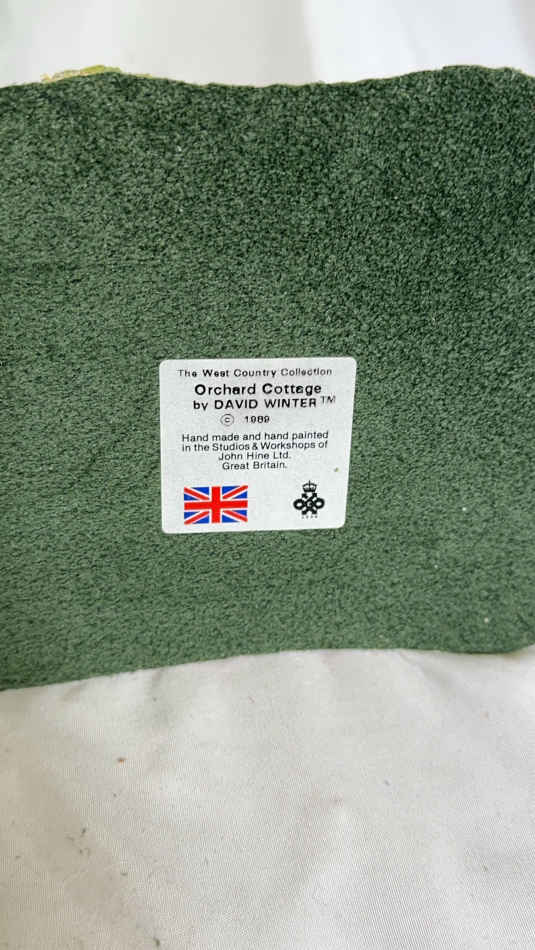 The West Country Collection
Orchard Cottage
by DAVID WINTER™
© 1989
Hand made and hand painted
in the Studios & Workshops of
John Hine Ltd.
Great Britain.